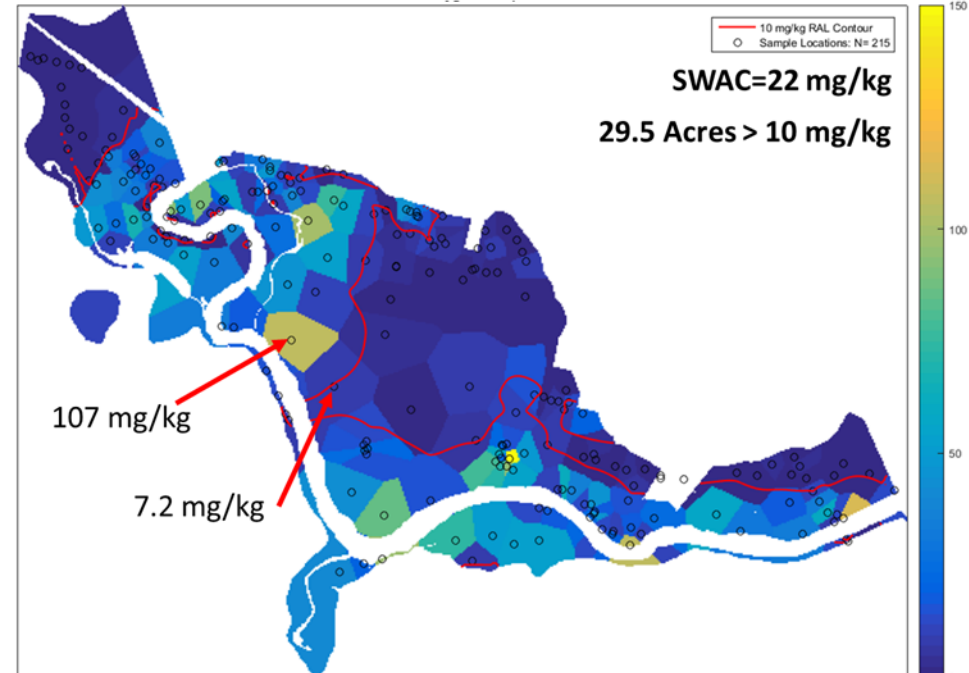 10 mg/kg RAL Contour
Sample Locations: N= 215
SWAC=22 mg/kg
29.5 Acres > 10 mg/kg
107 mg/kg
7.2 mg/kg
150
100
50